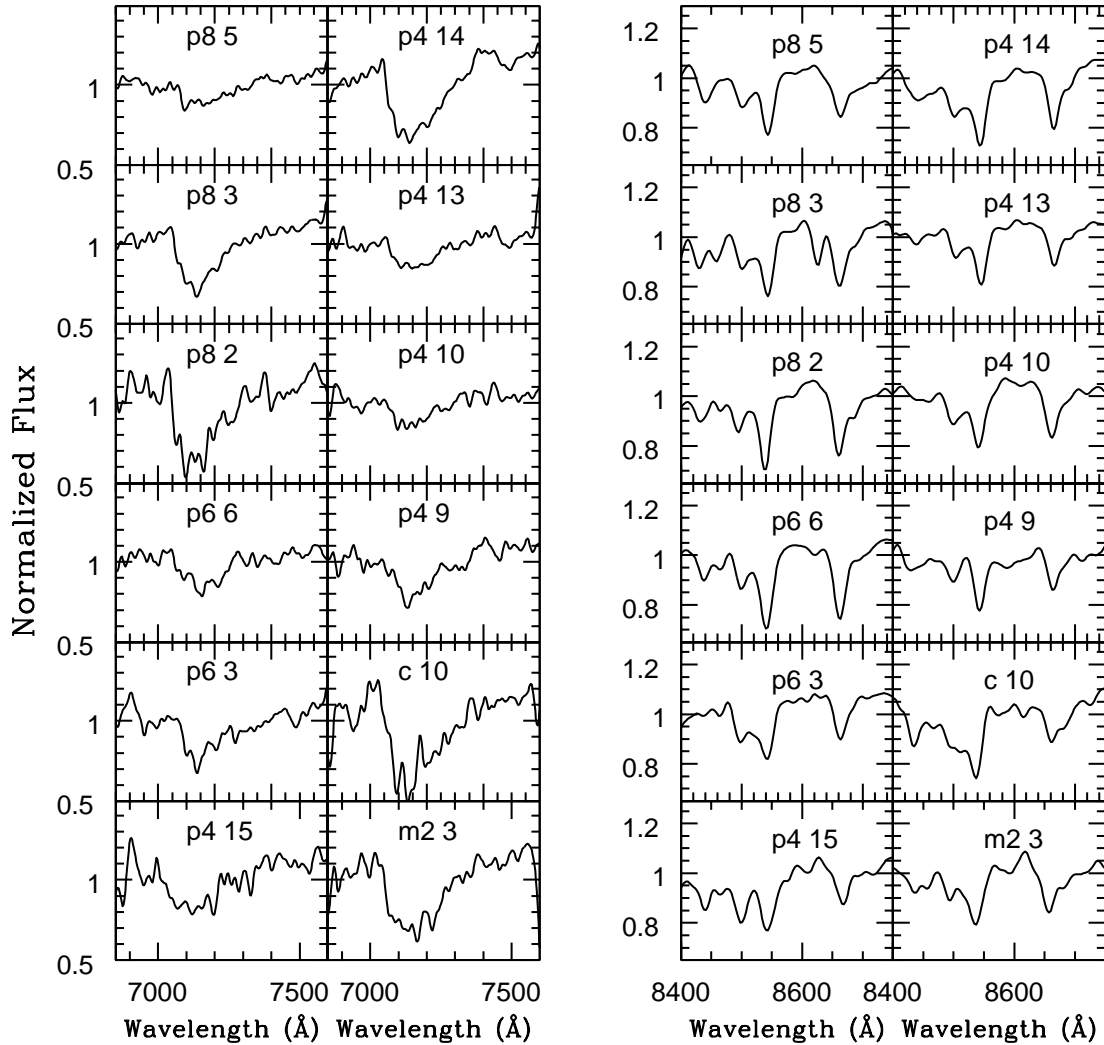 p8 5 p4 14 p8 5 p4 14
1 1.2 1 0.8
0.5
p8 3 p4 13 p8 3 p4 13
1 1.2 1 0.8
0.5
p8 2 p4 10 p8 2 p4 10
1 1.2 1 0.8
0.5
p6 6 p4 9 p6 6 p4 9
1 1.2 1 0.8
0.5
p6 3 c 10 p6 3 c 10
1 1.2 1 0.8
0.5
p4 15 m2 3 p4 15 m2 3
1 1.2 1 0.8
0.5
Normalized Flux
7000 7500 7000 7500 8400 8600 8400 8600
Wavelength (Å) Wavelength (Å) Wavelength (Å) Wavelength (Å)